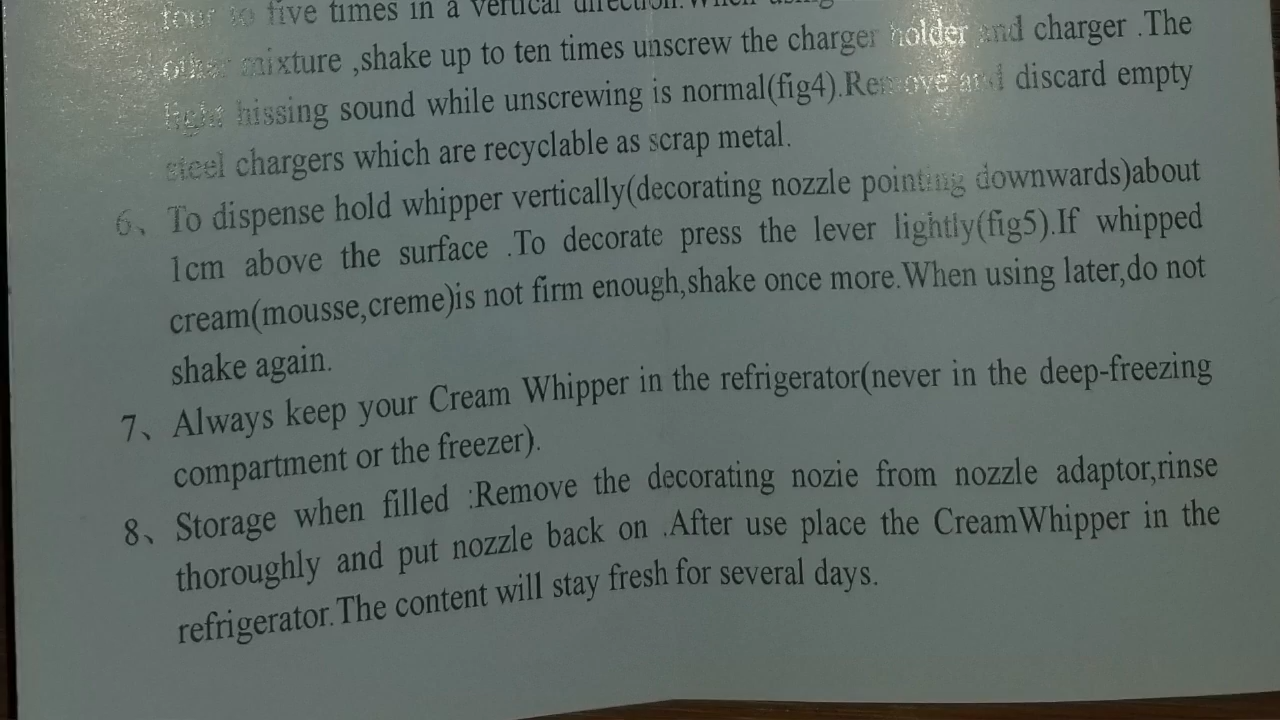 four to five times in a vertical direction.When using
other mixture ,shake up to ten times unscrew the charger holder and charger .The
light hissing sound while unscrewing is normal(fig4).Remove and discard empty
steel chargers which are recyclable as scrap metal.
6、To dispense hold whipper vertically(decorating nozzle pointing downwards)about
1cm above the surface .To decorate press the lever lightly(fig5).If whipped
cream(mousse,creme)is not firm enough,shake once more.When using later,do not
shake again.
7、Always keep your Cream Whipper in the refrigerator(never in the deep-freezing
compartment or the freezer).
8、Storage when filled :Remove the decorating nozie from nozzle adaptor,rinse
thoroughly and put nozzle back on .After use place the CreamWhipper in the
refrigerator.The content will stay fresh for several days.